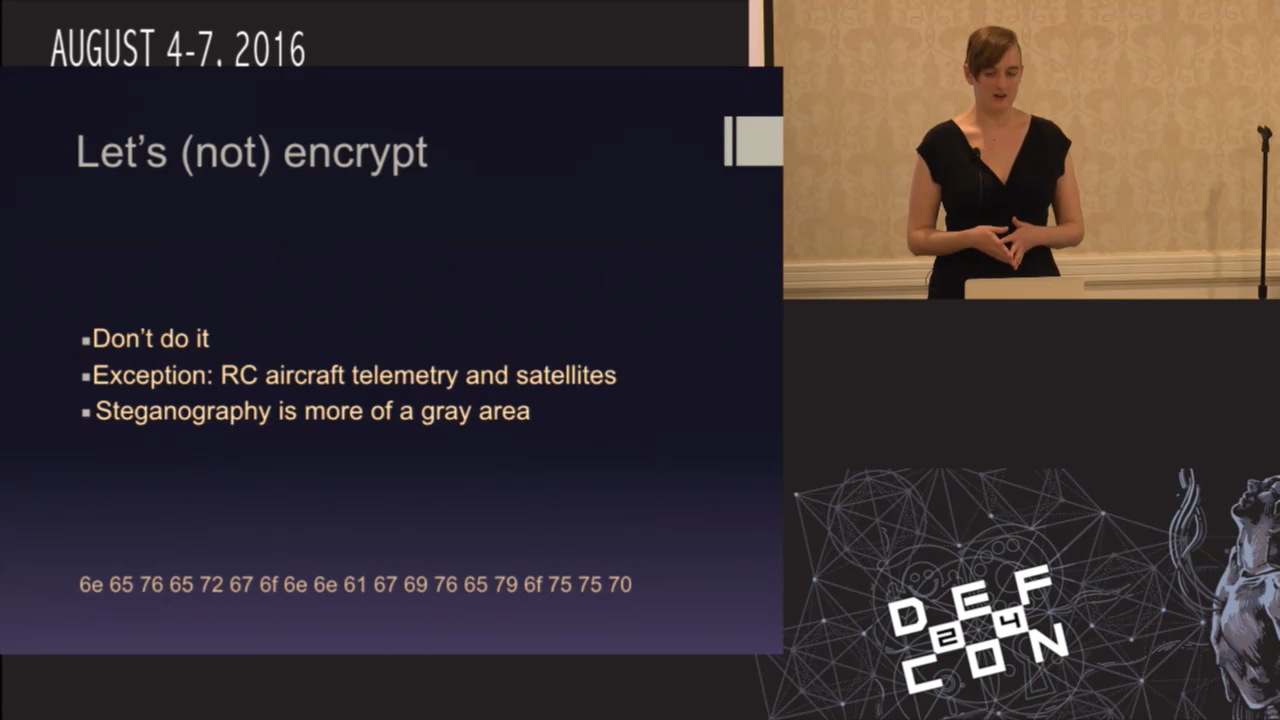 AUGUST 4-7, 2016
Let's (not) encrypt
▪Don't do it
▪Exception: RC aircraft telemetry and satellites
▪ Steganography is more of a gray area
6e 65 76 65 72 67 6f 6e 6e 61 67 69 76 65 79 6f 75 75 70
DEF
24
CON